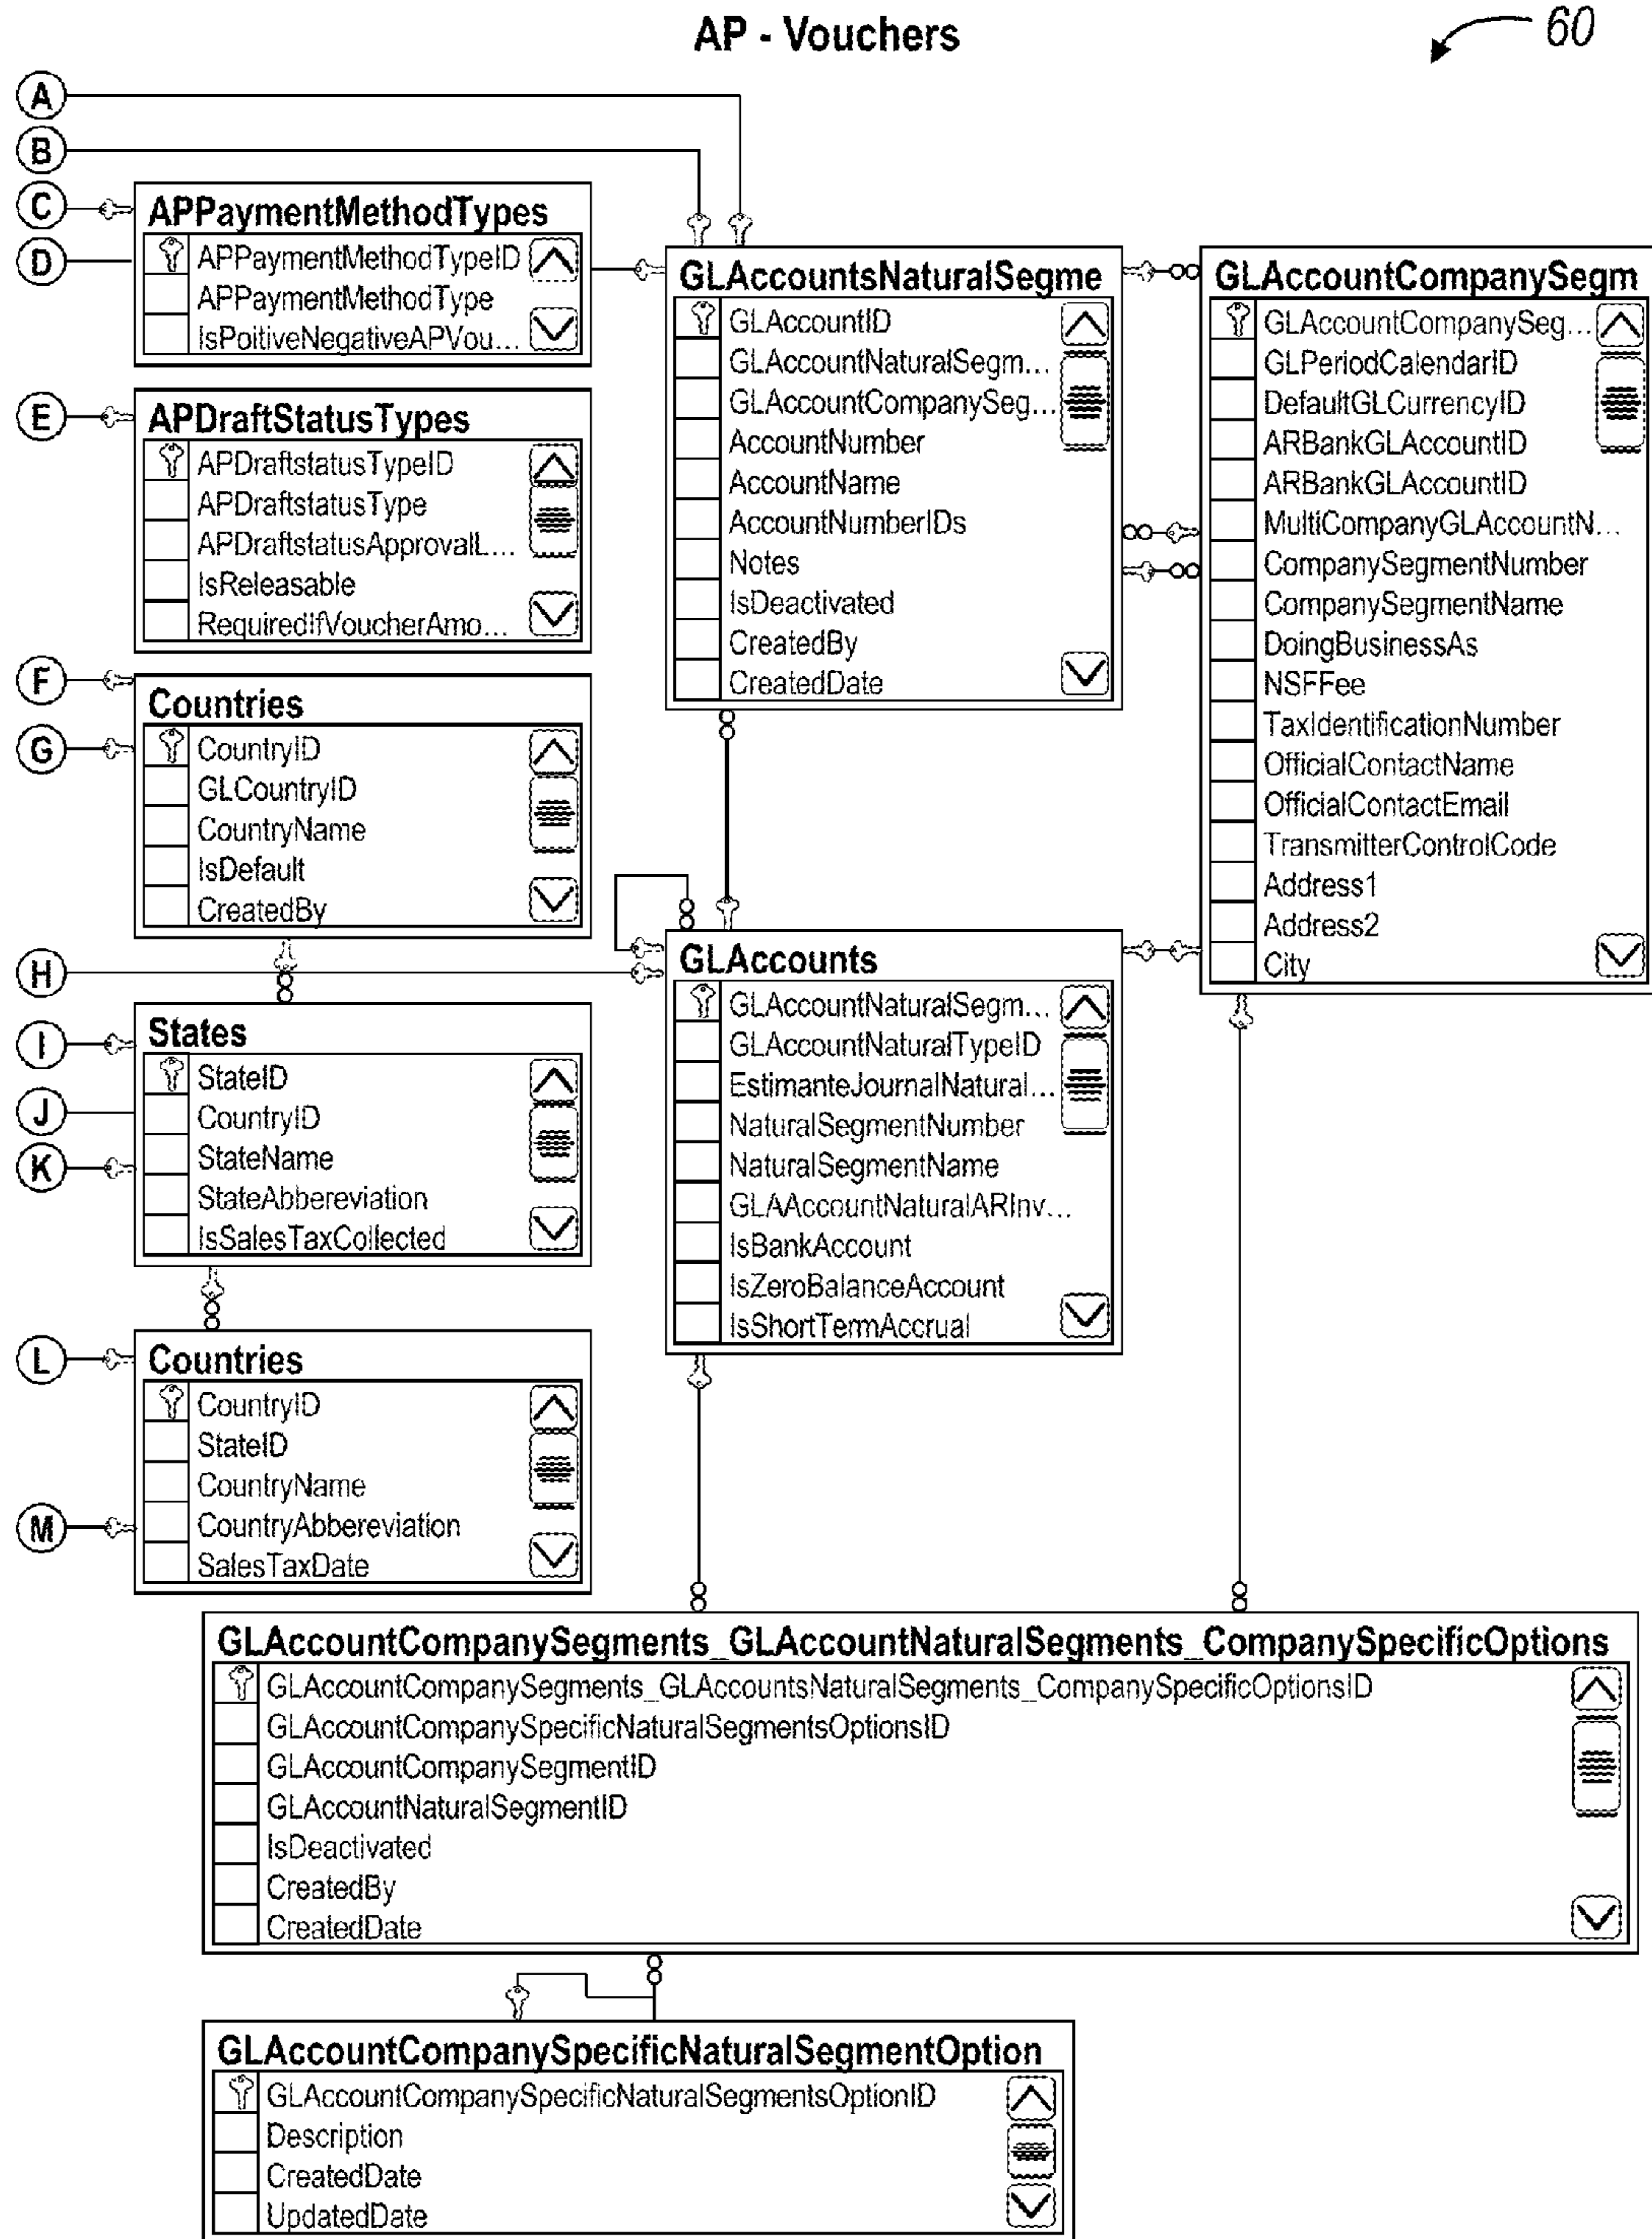 AP - Vouchers
60
A
B
C
D
APPaymentMethodTypes
APPaymentMethodTypeID
APPaymentMethodType
IsPoitiveNegativeAPVou...
E
APDraftStatusTypes
APDraftstatusTypeID
APDraftstatusType
APDraftstatusApprovalL...
IsReleasable
RequiredIfVoucherAmo...
F
G
Countries
CountryID
GLCountryID
CountryName
IsDefault
CreatedBy
H
I
J
K
States
StateID
CountryID
StateName
StateAbbereviation
IsSalesTaxCollected
L
M
Countries
CountryID
StateID
CountryName
CountryAbbereviation
SalesTaxDate
GLAccountsNaturalSegme
GLAccountID
GLAccountNaturalSegm...
GLAccountCompanySeg...
AccountNumber
AccountName
AccountNumberIDs
Notes
IsDeactivated
CreatedBy
CreatedDate
GLAccounts
GLAccountNaturalSegm...
GLAccountNaturalTypeID
EstimanteJournalNatural...
NaturalSegmentNumber
NaturalSegmentName
GLAAccountNaturalARInv...
IsBankAccount
IsZeroBalanceAccount
IsShortTermAccrual
GLAccountCompanySegm
GLAccountCompanySeg...
GLPeriodCalendarID
DefaultGLCurrencyID
ARBankGLAccountID
ARBankGLAccountID
MultiCompanyGLAccountN...
CompanySegmentNumber
CompanySegmentName
DoingBusinessAs
NSFFee
TaxIdentificationNumber
OfficialContactName
OfficialContactEmail
TransmitterControlCode
Address1
Address2
City
GLAccountCompanySegments_GLAccountNaturalSegments_CompanySpecificOptions
GLAccountCompanySegments_GLAccountsNaturalSegments_CompanySpecificOptionsID
GLAccountCompanySpecificNaturalSegmentsOptionsID
GLAccountCompanySegmentID
GLAccountNaturalSegmentID
IsDeactivated
CreatedBy
CreatedDate
GLAccountCompanySpecificNaturalSegmentOption
GLAccountCompanySpecificNaturalSegmentsOptionID
Description
CreatedDate
UpdatedDate